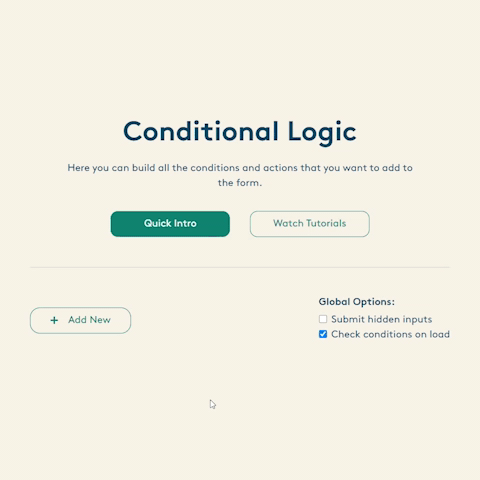 Conditional Logic
Here you can build all the conditions and actions that you want to add to
the form.
Quick Intro
Watch Tutorials
+ Add New
Global Options:
Submit hidden inputs
Check conditions on load